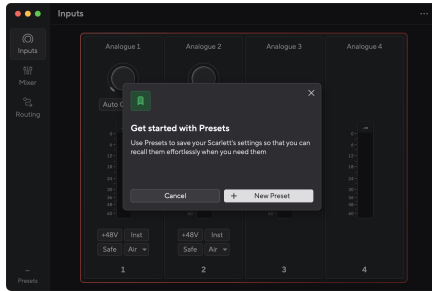 Inputs
Inputs
Mixer
Routing
Presets
Analogue 1
Analogue 2
Analogue 3
Analogue 4
Auto
Get started with Presets
Use Presets to save your Scarlett's settings so that you can
recall them effortlessly when you need them
Cancel
+ New Preset
+48V Inst
Safe Air
+48V Inst
Safe Air
1
2
3
4